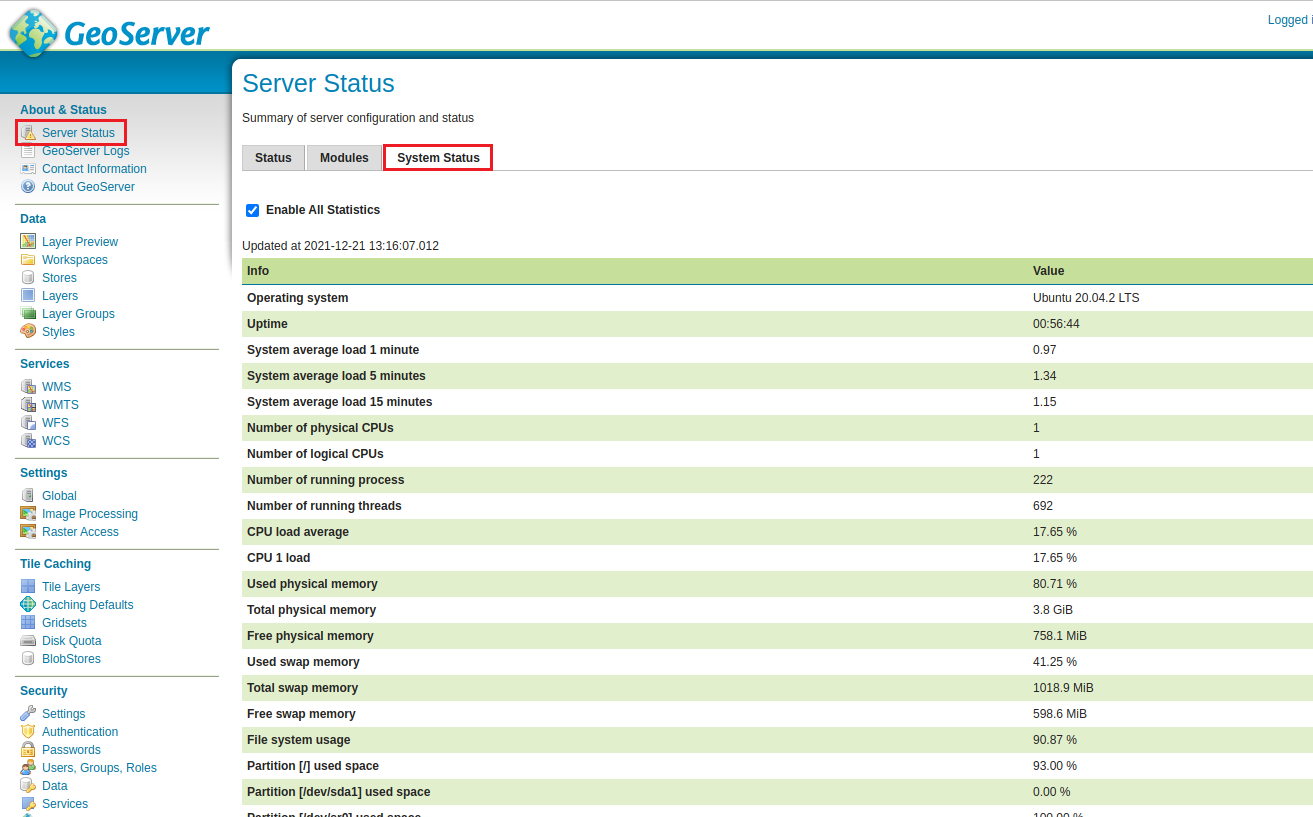 GeoServer
Logged i
Server Status
Summary of server configuration and status
About & Status
Server Status
GeoServer Logs
Contact Information
About GeoServer
Data
Layer Preview
Workspaces
Stores
Layers
Layer Groups
Styles
Services
WMS
WMTS
WFS
WCS
Settings
Global
Image Processing
Raster Access
Tile Caching
Tile Layers
Caching Defaults
Gridsets
Disk Quota
BlobStores
Security
Settings
Authentication
Passwords
Users, Groups, Roles
Data
Services
Status Modules System Status
Enable All Statistics
Updated at 2021-12-21 13:16:07.012
Info Value
Operating system Ubuntu 20.04.2 LTS
Uptime 00:56:44
System average load 1 minute 0.97
System average load 5 minutes 1.34
System average load 15 minutes 1.15
Number of physical CPUs 1
Number of logical CPUs 1
Number of running process 222
Number of running threads 692
CPU load average 17.65 %
CPU 1 load 17.65 %
Used physical memory 80.71 %
Total physical memory 3.8 GiB
Free physical memory 758.1 MiB
Used swap memory 41.25 %
Total swap memory 1018.9 MiB
Free swap memory 598.6 MiB
File system usage 90.87 %
Partition [/] used space 93.00 %
Partition [/dev/sda1] used space 0.00 %
Partition [/dev/sr0] used space 100.00 %